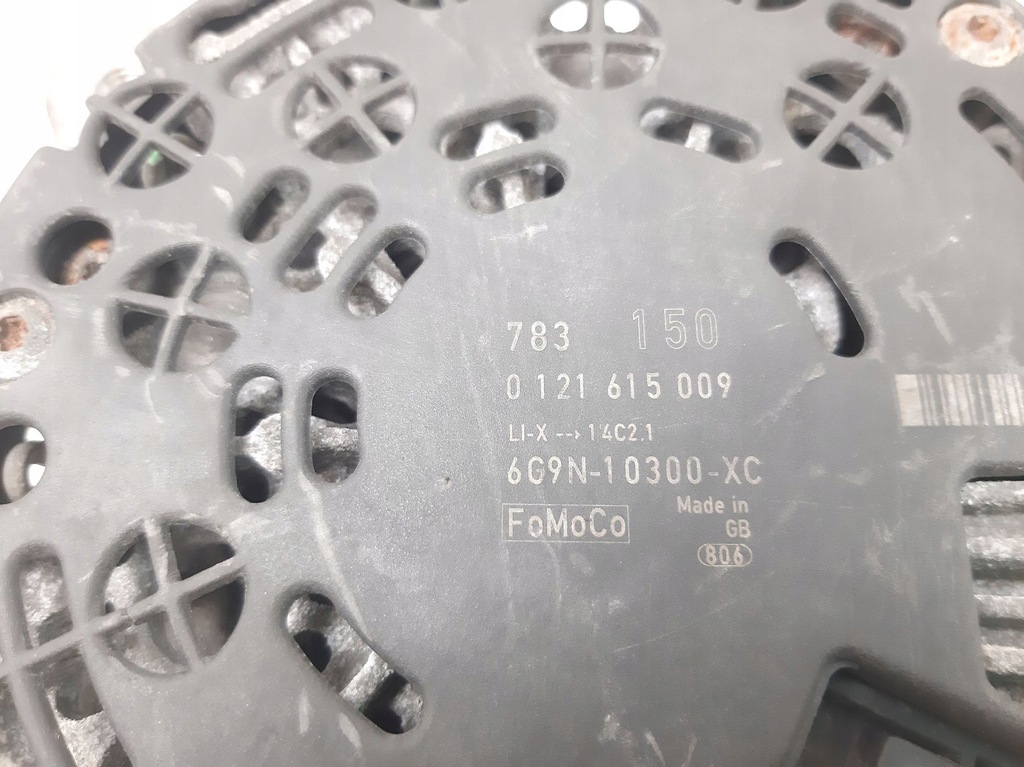 783 150
0 121 615 009
LI-X --> 14C2.1
6G9N-10300-XC
FoMoCo Made in
GB
806